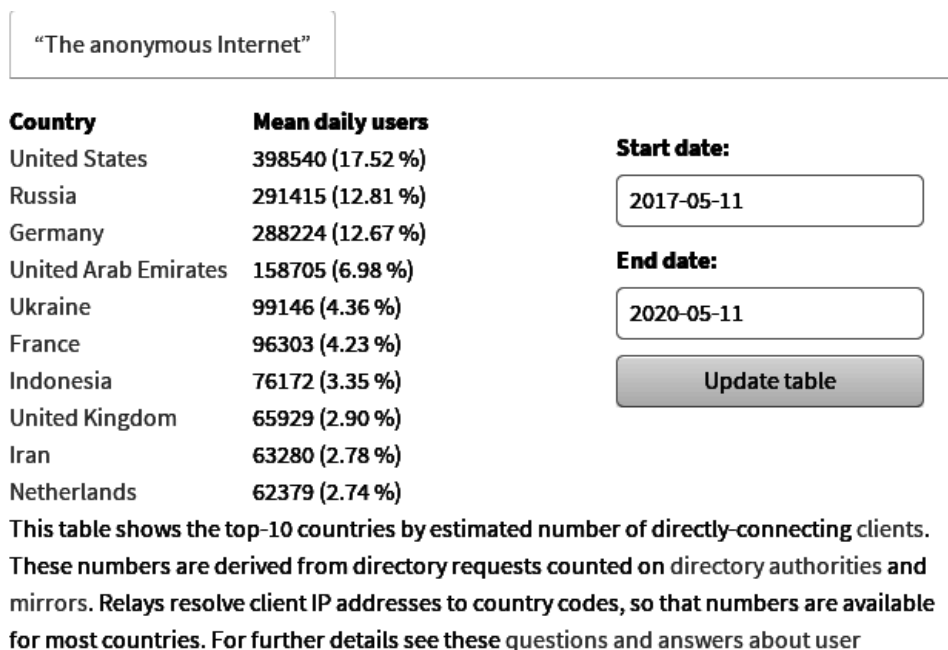 “The anonymous Internet”
Country Mean daily users
United States 398540 (17.52 %)
Russia 291415 (12.81 %)
Germany 288224 (12.67 %)
United Arab Emirates 158705 (6.98 %)
Ukraine 99146 (4.36 %)
France 96303 (4.23 %)
Indonesia 76172 (3.35 %)
United Kingdom 65929 (2.90 %)
Iran 63280 (2.78 %)
Netherlands 62379 (2.74 %)
Start date:
2017-05-11
End date:
2020-05-11
Update table
This table shows the top-10 countries by estimated number of directly-connecting clients.
These numbers are derived from directory requests counted on directory authorities and
mirrors. Relays resolve client IP addresses to country codes, so that numbers are available
for most countries. For further details see these questions and answers about user